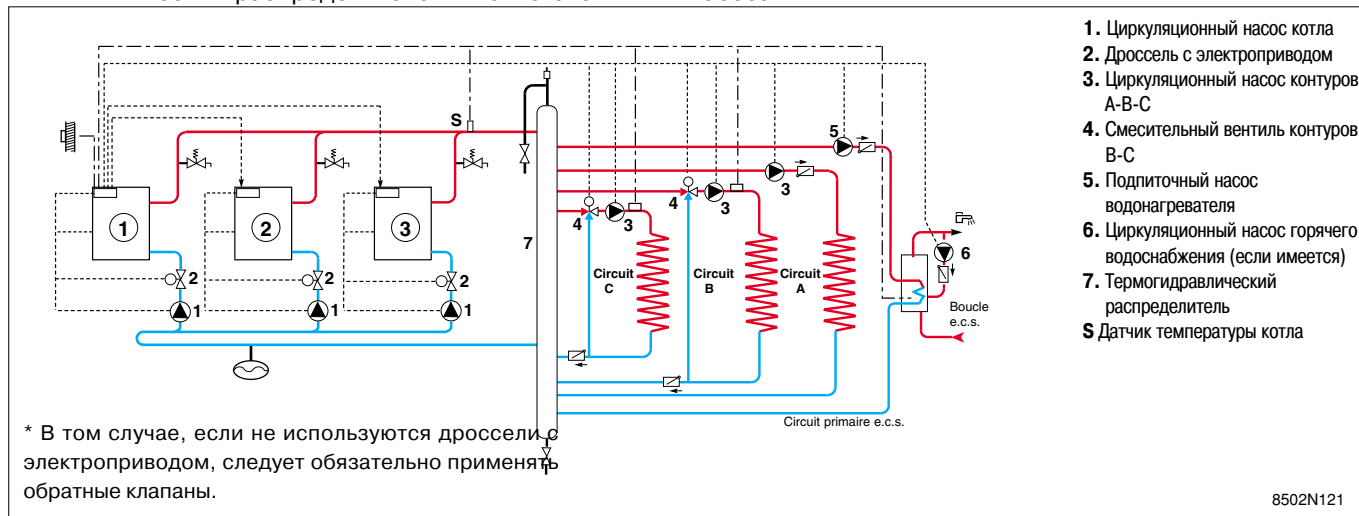 S
5
3
4
3
4
3
7
1
2
3
2
2
2
1
1
1
6
Circuit C
Circuit B
Circuit A
Boucle e.c.s.
Circuit primaire e.c.s.
* В том случае, если не используются дроссели с
электроприводом, следует обязательно применять
обратные клапаны.
1. Циркуляционный насос котла
2. Дроссель с электроприводом
3. Циркуляционный насос контуров
A-B-C
4. Смесительный вентиль контуров
B-C
5. Подпиточный насос
водонагревателя
6. Циркуляционный насос горячего
водоснабжения (если имеется)
7. Термогидравлический
распределитель
S Датчик температуры котла
8502N121